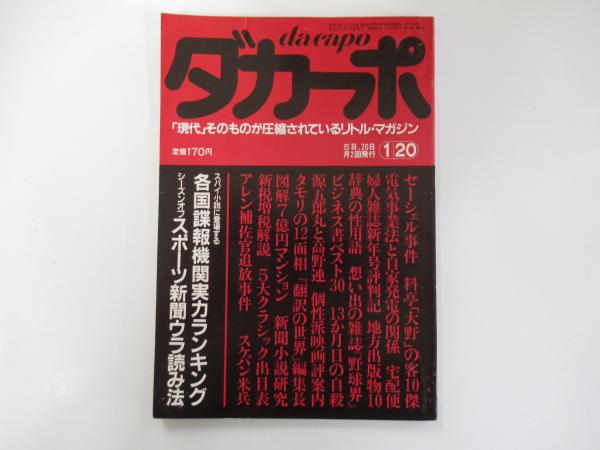 da capo
ダカーポ
「現代」そのものが圧縮されているリトル・マガジン
定価170円
5日、20日
月2回発行
1/20
セーシェル事件 料亭「大野」の客10傑
電気事業法と自家発電の関係 宅配便
婦人雑誌新年号評判記 地方出版物10
辞典の性用語 想い出の雑誌『野球界』
ビジネス書ベスト30 13か月目の自殺
源五郎丸と高野連 個性派映画評案内
タモリの12面相 『翻訳の世界』編集長
図解7億円マンション 新聞小説研究
新税増税解説 5大クラシック出目表
アレン補佐官追放事件 スケバン米兵
スパイ小説に登場する
各国諜報機関実力ランキング
シーズンオフ スポーツ新聞ウラ読み法